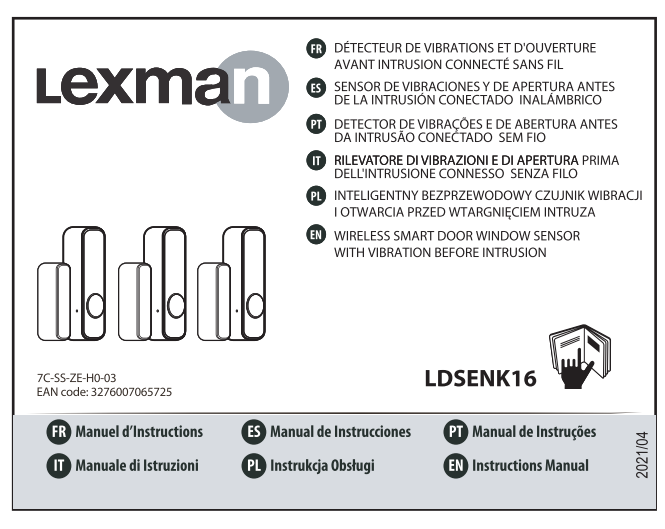 Lexman
FR DÉTECTEUR DE VIBRATIONS ET D'OUVERTURE
AVANT INTRUSION CONNECTÉ SANS FIL
ES SENSOR DE VIBRACIONES Y DE APERTURA ANTES
DE LA INTRUSIÓN CONECTADO INALÁMBRICO
PT DETECTOR DE VIBRAÇÕES E DE ABERTURA ANTES
DA INTRUSÃO CONECTADO SEM FIO
IT RILEVATORE DI VIBRAZIONI E DI APERTURA PRIMA
DELL'INTRUSIONE CONNESSO SENZA FILO
PL INTELIGENTNY BEZPRZEWODOWY CZUJNIK WIBRACJI
I OTWARCIA PRZED WTARGNIĘCIEM INTRUZA
EN WIRELESS SMART DOOR WINDOW SENSOR
WITH VIBRATION BEFORE INTRUSION
7C-SS-ZE-H0-03
EAN code: 3276007065725
LDSENK16
FR Manuel d'Instructions
ES Manual de Instrucciones
PT Manual de Instruções
IT Manuale di Istruzioni
PL Instrukcja Obsługi
EN Instructions Manual
2021/04